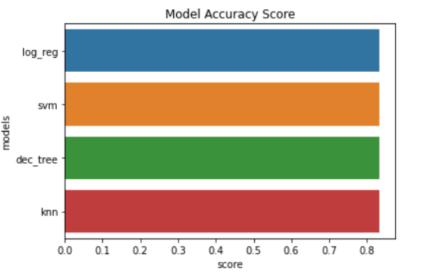 Model Accuracy Score
log_reg
svm
dec_tree
knn
models
0.0 0.1 0.2 0.3 0.4 0.5 0.6 0.7 0.8
score